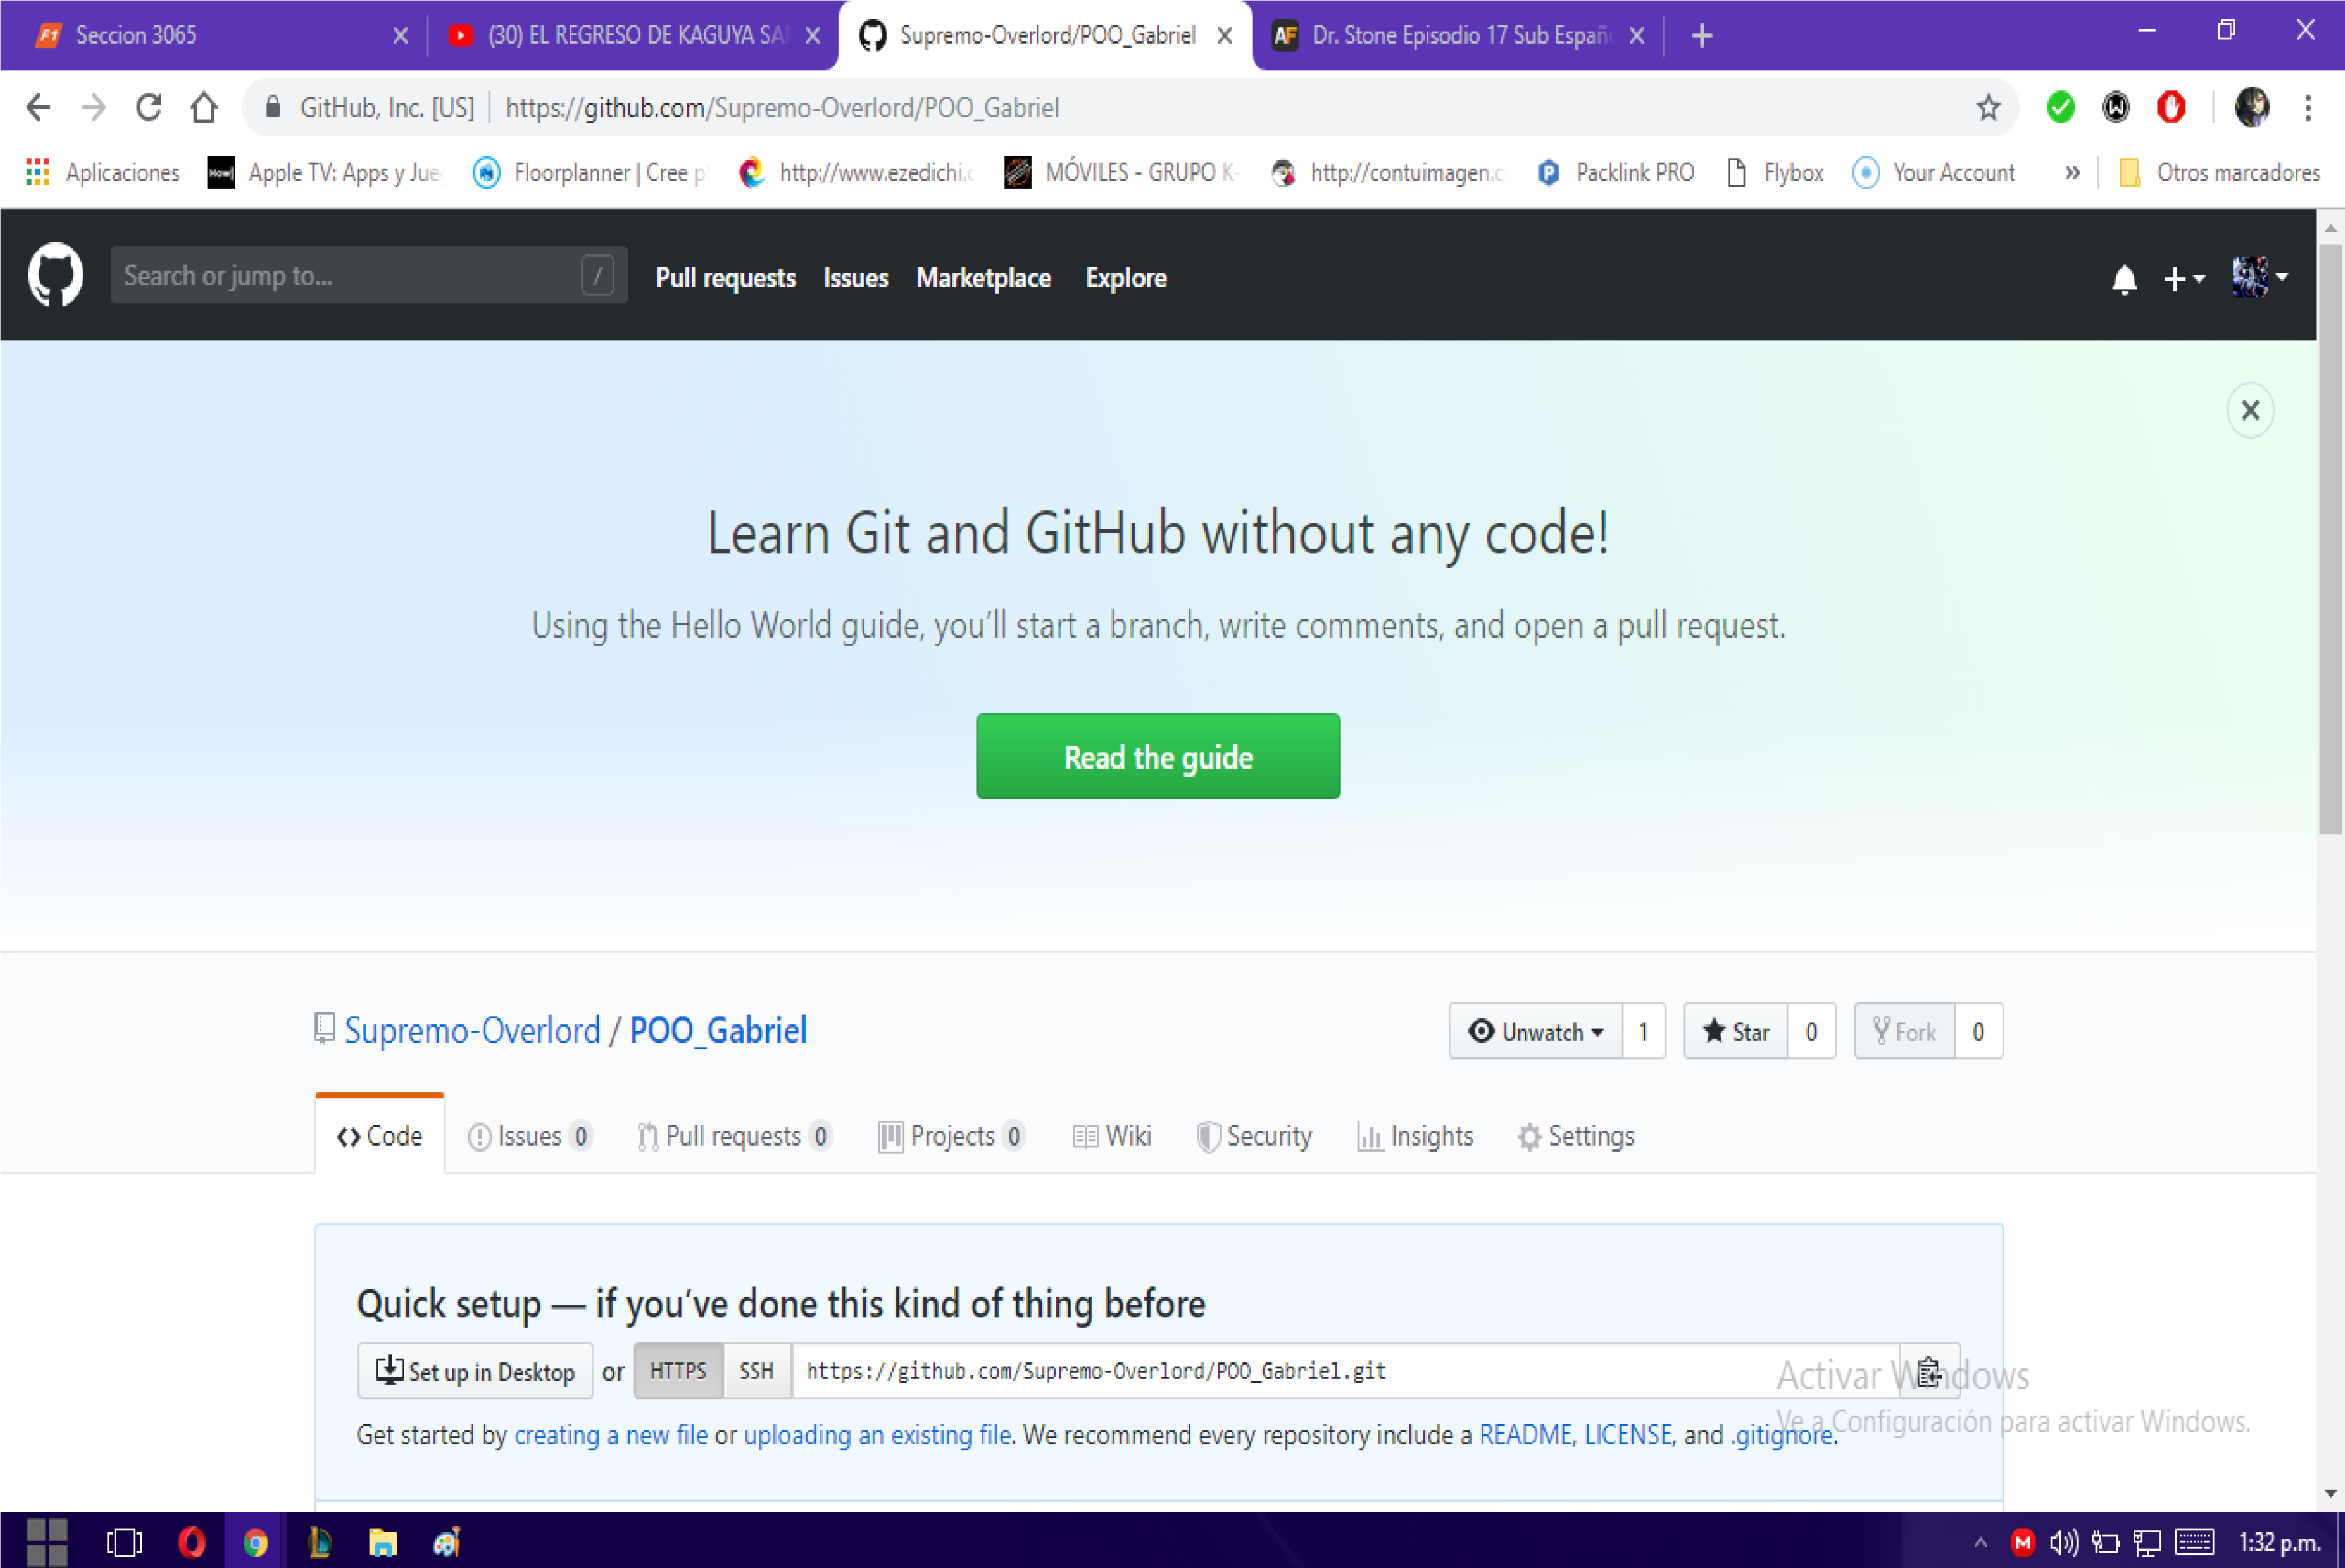 Seccion 3065
(30) EL REGRESO DE KAGUYA SA
Supremo-Overlord/POO_Gabriel
AF Dr. Stone Episodio 17 Sub Españ
GitHub, Inc. [US] https://github.com/Supremo-Overlord/POO_Gabriel
Aplicaciones Apple TV: Apps y Jue Floorplanner | Cree p http://www.ezedichi. MÓVILES - GRUPO K- http://contuimagen.c Packlink PRO Flybox Your Account » Otros marcadores
Search or jump to... / Pull requests Issues Marketplace Explore
Learn Git and GitHub without any code!
Using the Hello World guide, you’ll start a branch, write comments, and open a pull request.
Read the guide
Supremo-Overlord / POO_Gabriel
Unwatch 1 Star 0 Fork 0
Code Issues 0 Pull requests 0 Projects 0 Wiki Security Insights Settings
Quick setup — if you’ve done this kind of thing before
Set up in Desktop or HTTPS SSH https://github.com/Supremo-Overlord/POO_Gabriel.git
Get started by creating a new file or uploading an existing file. We recommend every repository include a README, LICENSE, and .gitignore.
Activar Windows
Ve a Configuración para activar Windows.
1:32 p.m.